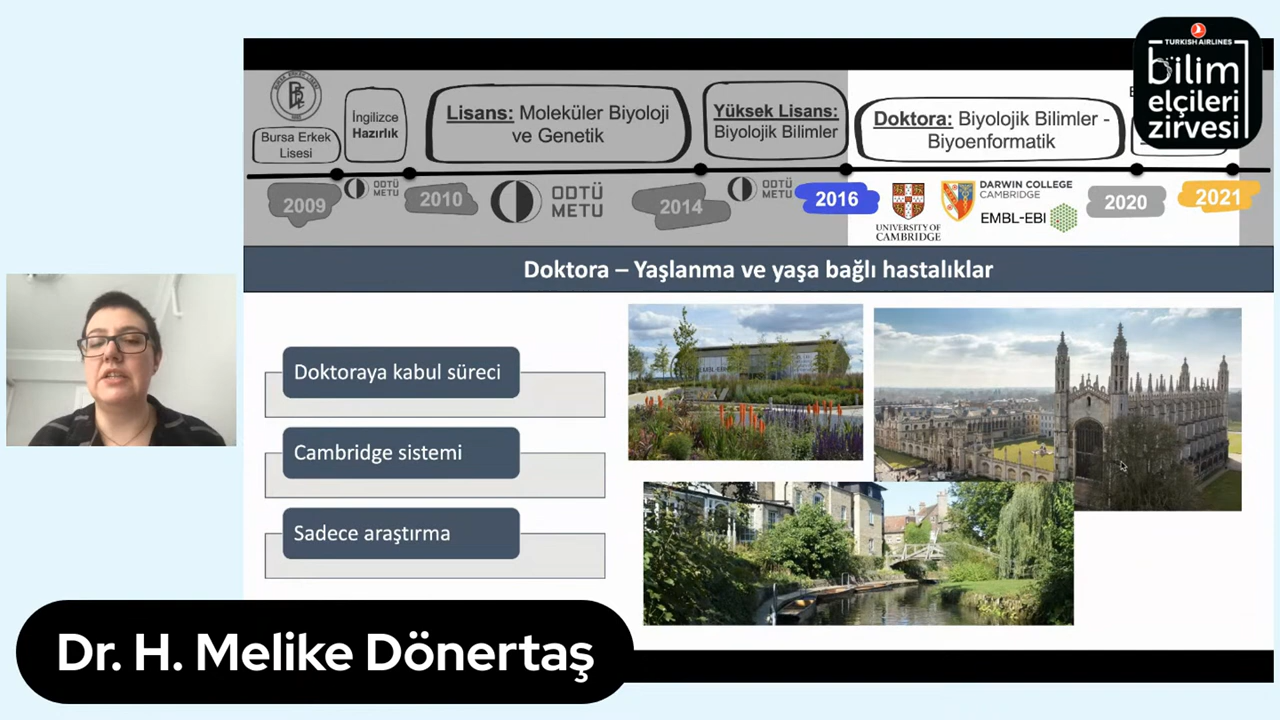 TURKISH AIRLINES
bilim
elçileri
zirvesi
Bursa Erkek
Lisesi
İngilizce
Hazırlık
Lisans: Moleküler Biyoloji
ve Genetik
Yüksek Lisans:
Biyolojik Bilimler
Doktora: Biyolojik Bilimler -
Biyoenformatik
2009
ODTÜ
METU
2010
ODTÜ
METU
2014
ODTÜ
METU
2016
UNIVERSITY OF
CAMBRIDGE
DARWIN COLLEGE
CAMBRIDGE
EMBL-EBI
2020
2021
Doktora – Yaşlanma ve yaşa bağlı hastalıklar
Doktoraya kabul süreci
Cambridge sistemi
Sadece araştırma
Dr. H. Melike Dönertaş